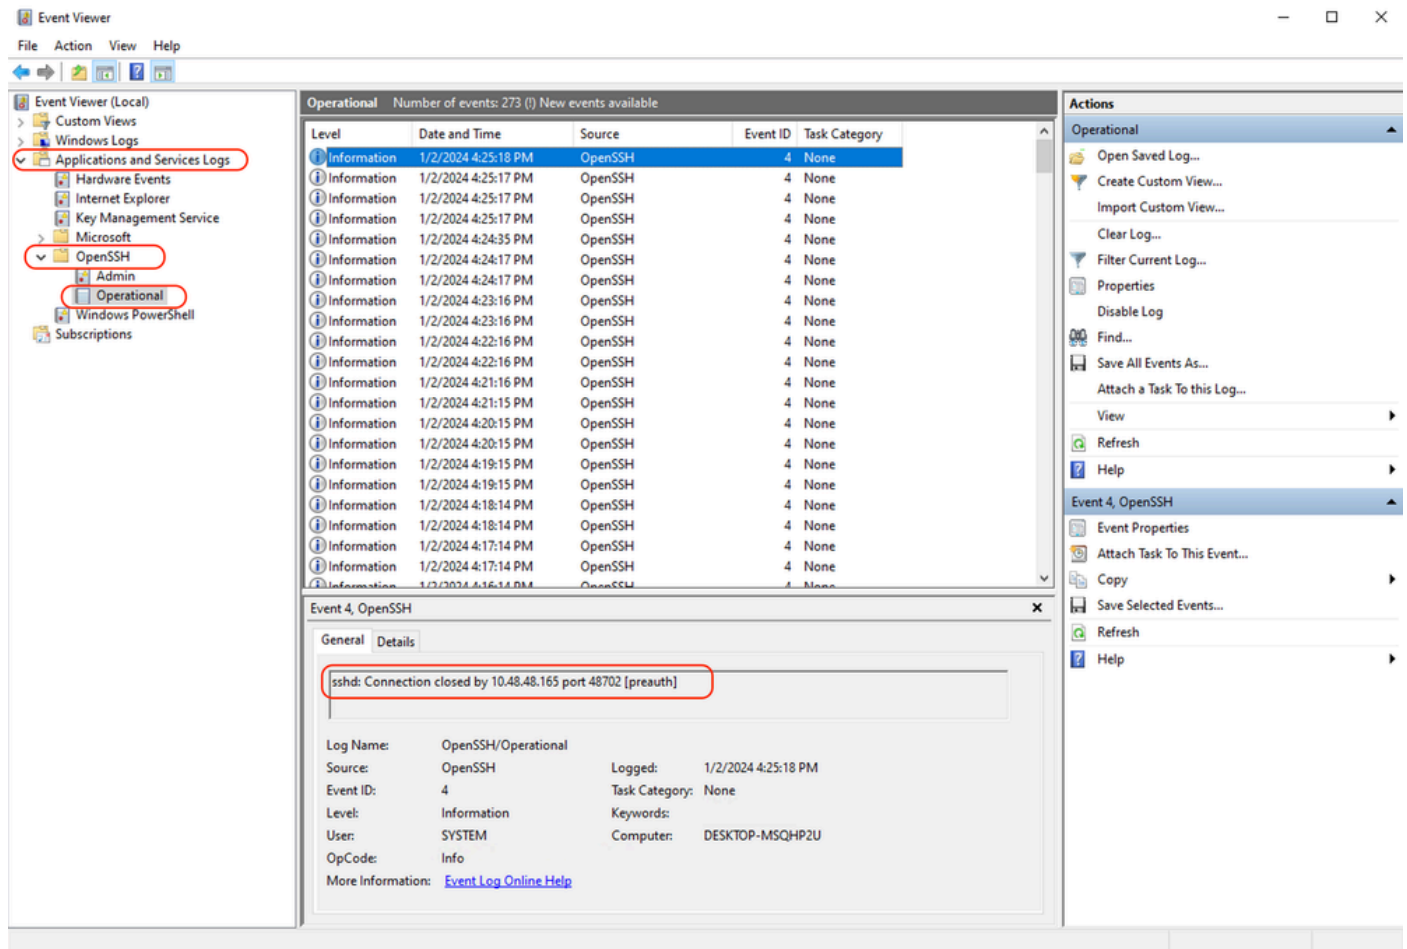 Event Viewer
File Action View Help
Event Viewer (Local)
Custom Views
Windows Logs
Applications and Services Logs
Hardware Events
Internet Explorer
Key Management Service
Microsoft
OpenSSH
Admin
Operational
Windows PowerShell
Subscriptions
Operational Number of events: 273 (!) New events available
Level Date and Time Source Event ID Task Category
Information 1/2/2024 4:25:18 PM OpenSSH 4 None
Information 1/2/2024 4:25:17 PM OpenSSH 4 None
Information 1/2/2024 4:25:17 PM OpenSSH 4 None
Information 1/2/2024 4:25:17 PM OpenSSH 4 None
Information 1/2/2024 4:24:35 PM OpenSSH 4 None
Information 1/2/2024 4:24:17 PM OpenSSH 4 None
Information 1/2/2024 4:24:17 PM OpenSSH 4 None
Information 1/2/2024 4:23:16 PM OpenSSH 4 None
Information 1/2/2024 4:23:16 PM OpenSSH 4 None
Information 1/2/2024 4:22:16 PM OpenSSH 4 None
Information 1/2/2024 4:22:16 PM OpenSSH 4 None
Information 1/2/2024 4:21:16 PM OpenSSH 4 None
Information 1/2/2024 4:21:15 PM OpenSSH 4 None
Information 1/2/2024 4:20:15 PM OpenSSH 4 None
Information 1/2/2024 4:20:15 PM OpenSSH 4 None
Information 1/2/2024 4:19:15 PM OpenSSH 4 None
Information 1/2/2024 4:19:15 PM OpenSSH 4 None
Information 1/2/2024 4:18:14 PM OpenSSH 4 None
Information 1/2/2024 4:18:14 PM OpenSSH 4 None
Information 1/2/2024 4:17:14 PM OpenSSH 4 None
Information 1/2/2024 4:17:14 PM OpenSSH 4 None
Information 1/2/2024 4:16:14 PM OpenSSH 4 None
Event 4, OpenSSH
General Details
sshd: Connection closed by 10.48.48.165 port 48702 [preauth]
Log Name: OpenSSH/Operational
Source: OpenSSH Logged: 1/2/2024 4:25:18 PM
Event ID: 4 Task Category: None
Level: Information Keywords:
User: SYSTEM Computer: DESKTOP-MSQHP2U
OpCode: Info
More Information: Event Log Online Help
Actions
Operational
Open Saved Log...
Create Custom View...
Import Custom View...
Clear Log...
Filter Current Log...
Properties
Disable Log
Find...
Save All Events As...
Attach a Task To this Log...
View
Refresh
Help
Event 4, OpenSSH
Event Properties
Attach Task To This Event...
Copy
Save Selected Events...
Refresh
Help